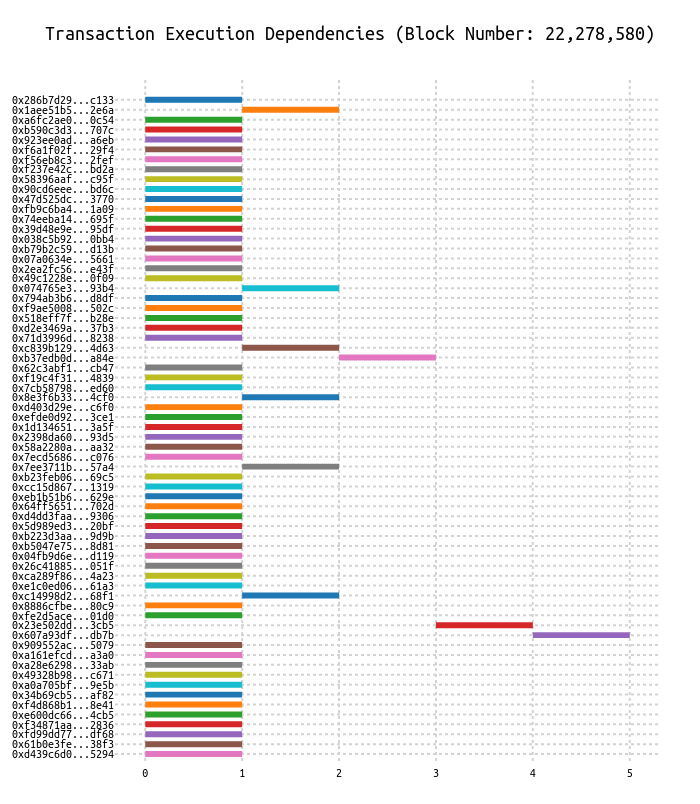 Transaction Execution Dependencies (Block Number: 22,278,580)
0x286b7d29...c133
0x1aee51b5...2e6a
0xa6fc2ae0...0c54
0xb590c3d3...707c
0x923ee0ad...a6eb
0xf6a1f02f...29f4
0xf56eb8c3...2fef
0xf237e42c...bd2a
0x58396aaf...c95f
0x90cd6eee...bd6c
0x47d525dc...3770
0xfb9c6ba4...1a09
0x74eeba14...695f
0x39d48e9e...95df
0x038c5b92...0bb4
0xb79b2c59...d13b
0x07a0634e...5661
0x2ea2fc56...e43f
0x49c1228e...0f09
0x074765e3...93b4
0x794ab3b6...d8df
0xf9ae5008...502c
0x518eff7f...b28e
0xd2e3469a...37b3
0x71d3996d...8238
0xc839b129...4d63
0xb37edb0d...a84e
0x62c3abf1...cb47
0xf19c4f31...4839
0x7cb58798...ed60
0x8e3f6b33...4cf0
0xd403d29e...c6f0
0xefde0d92...3ce1
0x1d134651...3a5f
0x2398da60...93d5
0x58a2280a...aa32
0x7ecd5686...c076
0x7ee3711b...57a4
0xb23feb06...69c5
0xcc15d867...1319
0xeb1b51b6...629e
0x64ff5651...702d
0xd4dd3faa...9306
0x5d989ed3...20bf
0xb223d3aa...9d9b
0xb5047e75...8d81
0x04fb9d6e...d119
0x26c41885...051f
0xca289f86...4a23
0xe1c0ed06...61a3
0xc14998d2...68f1
0x8886cfbe...80c9
0xfe2d5ace...01d0
0x23e502dd...3cb5
0x607a93df...db7b
0x909552ac...5079
0xa161efcd...a3a0
0xa28e6298...33ab
0x49328b98...c671
0xa0a705bf...9e5b
0x34b69cb5...af82
0xf4d868b1...8e41
0xe600dc66...4cb5
0xf34871aa...2836
0xfd99dd77...df68
0x61b0e3fe...38f3
0xd439c6d0...5294
0 1 2 3 4 5